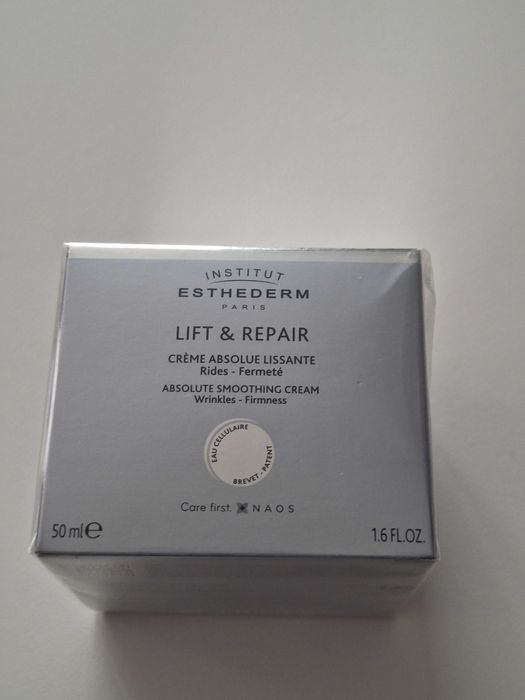 INSTITUT
ESTHEDERM
PARIS
LIFT & REPAIR
CRÈME ABSOLUE LISSANTE
Rides - Fermeté
ABSOLUTE SMOOTHING CREAM
Wrinkles - Firmness
EAU CELLULAIRE
BREVET - PATENT
Care first. NAOS
50 ml e 1.6 FL.OZ.